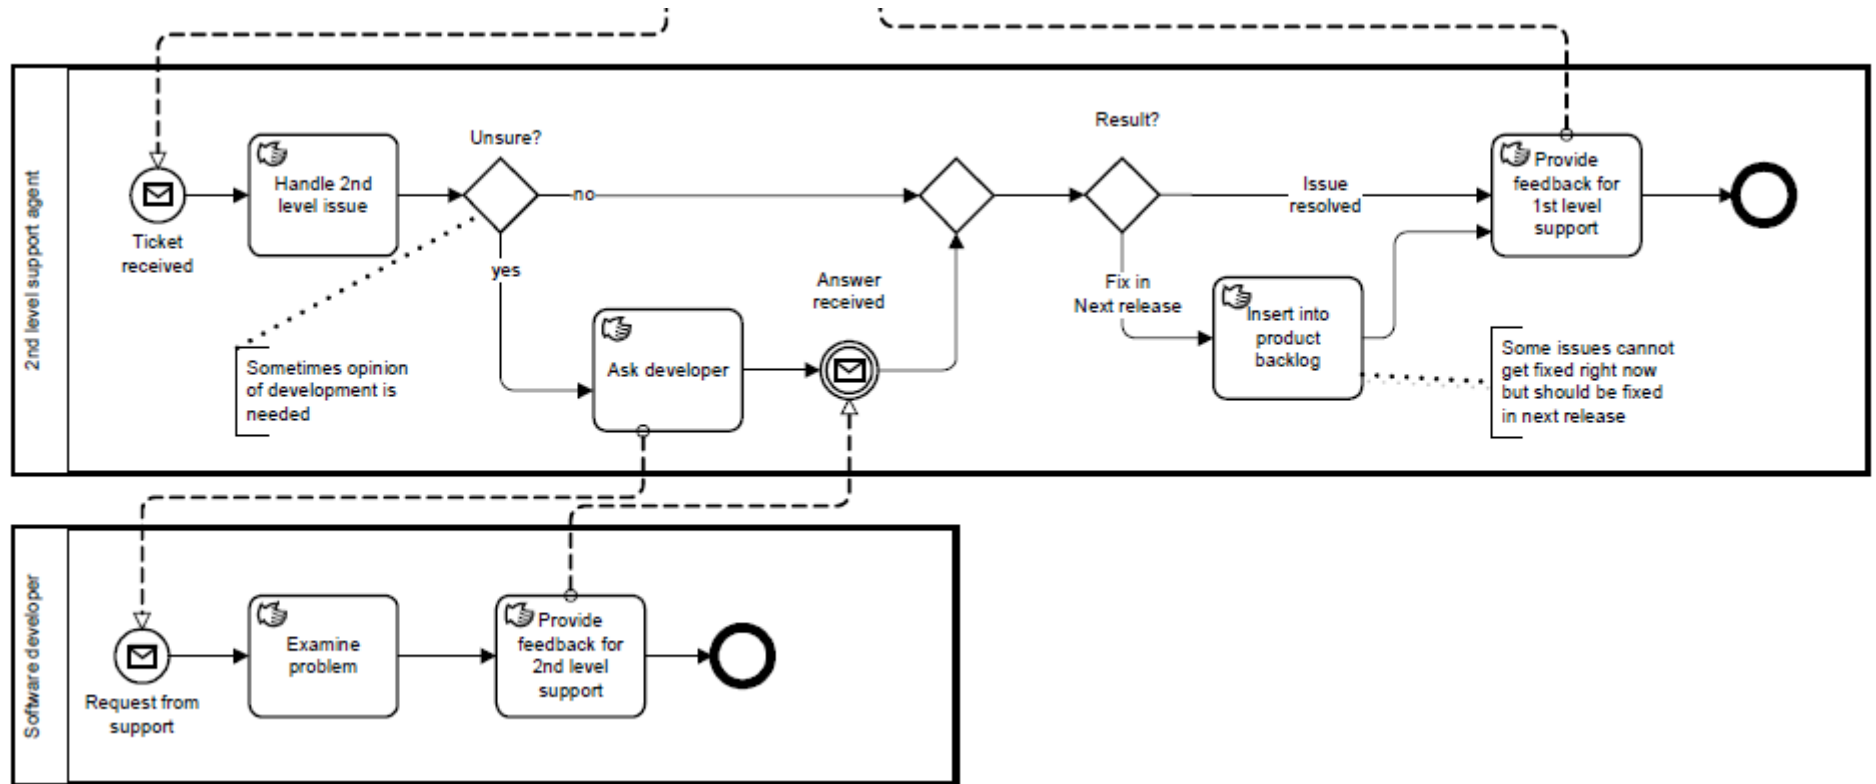 2nd level support agent
Ticket
received
Handle 2nd
level issue
Unsure?
no
yes
Sometimes opinion
of development is
needed
Ask developer
Answer
received
Result?
Issue
resolved
Fix in
Next release
Insert into
product
backlog
Provide
feedback for
1st level
support
Some issues cannot
get fixed right now
but should be fixed
in next release
Software developer
Request from
support
Examine
problem
Provide
feedback for
2nd level
support